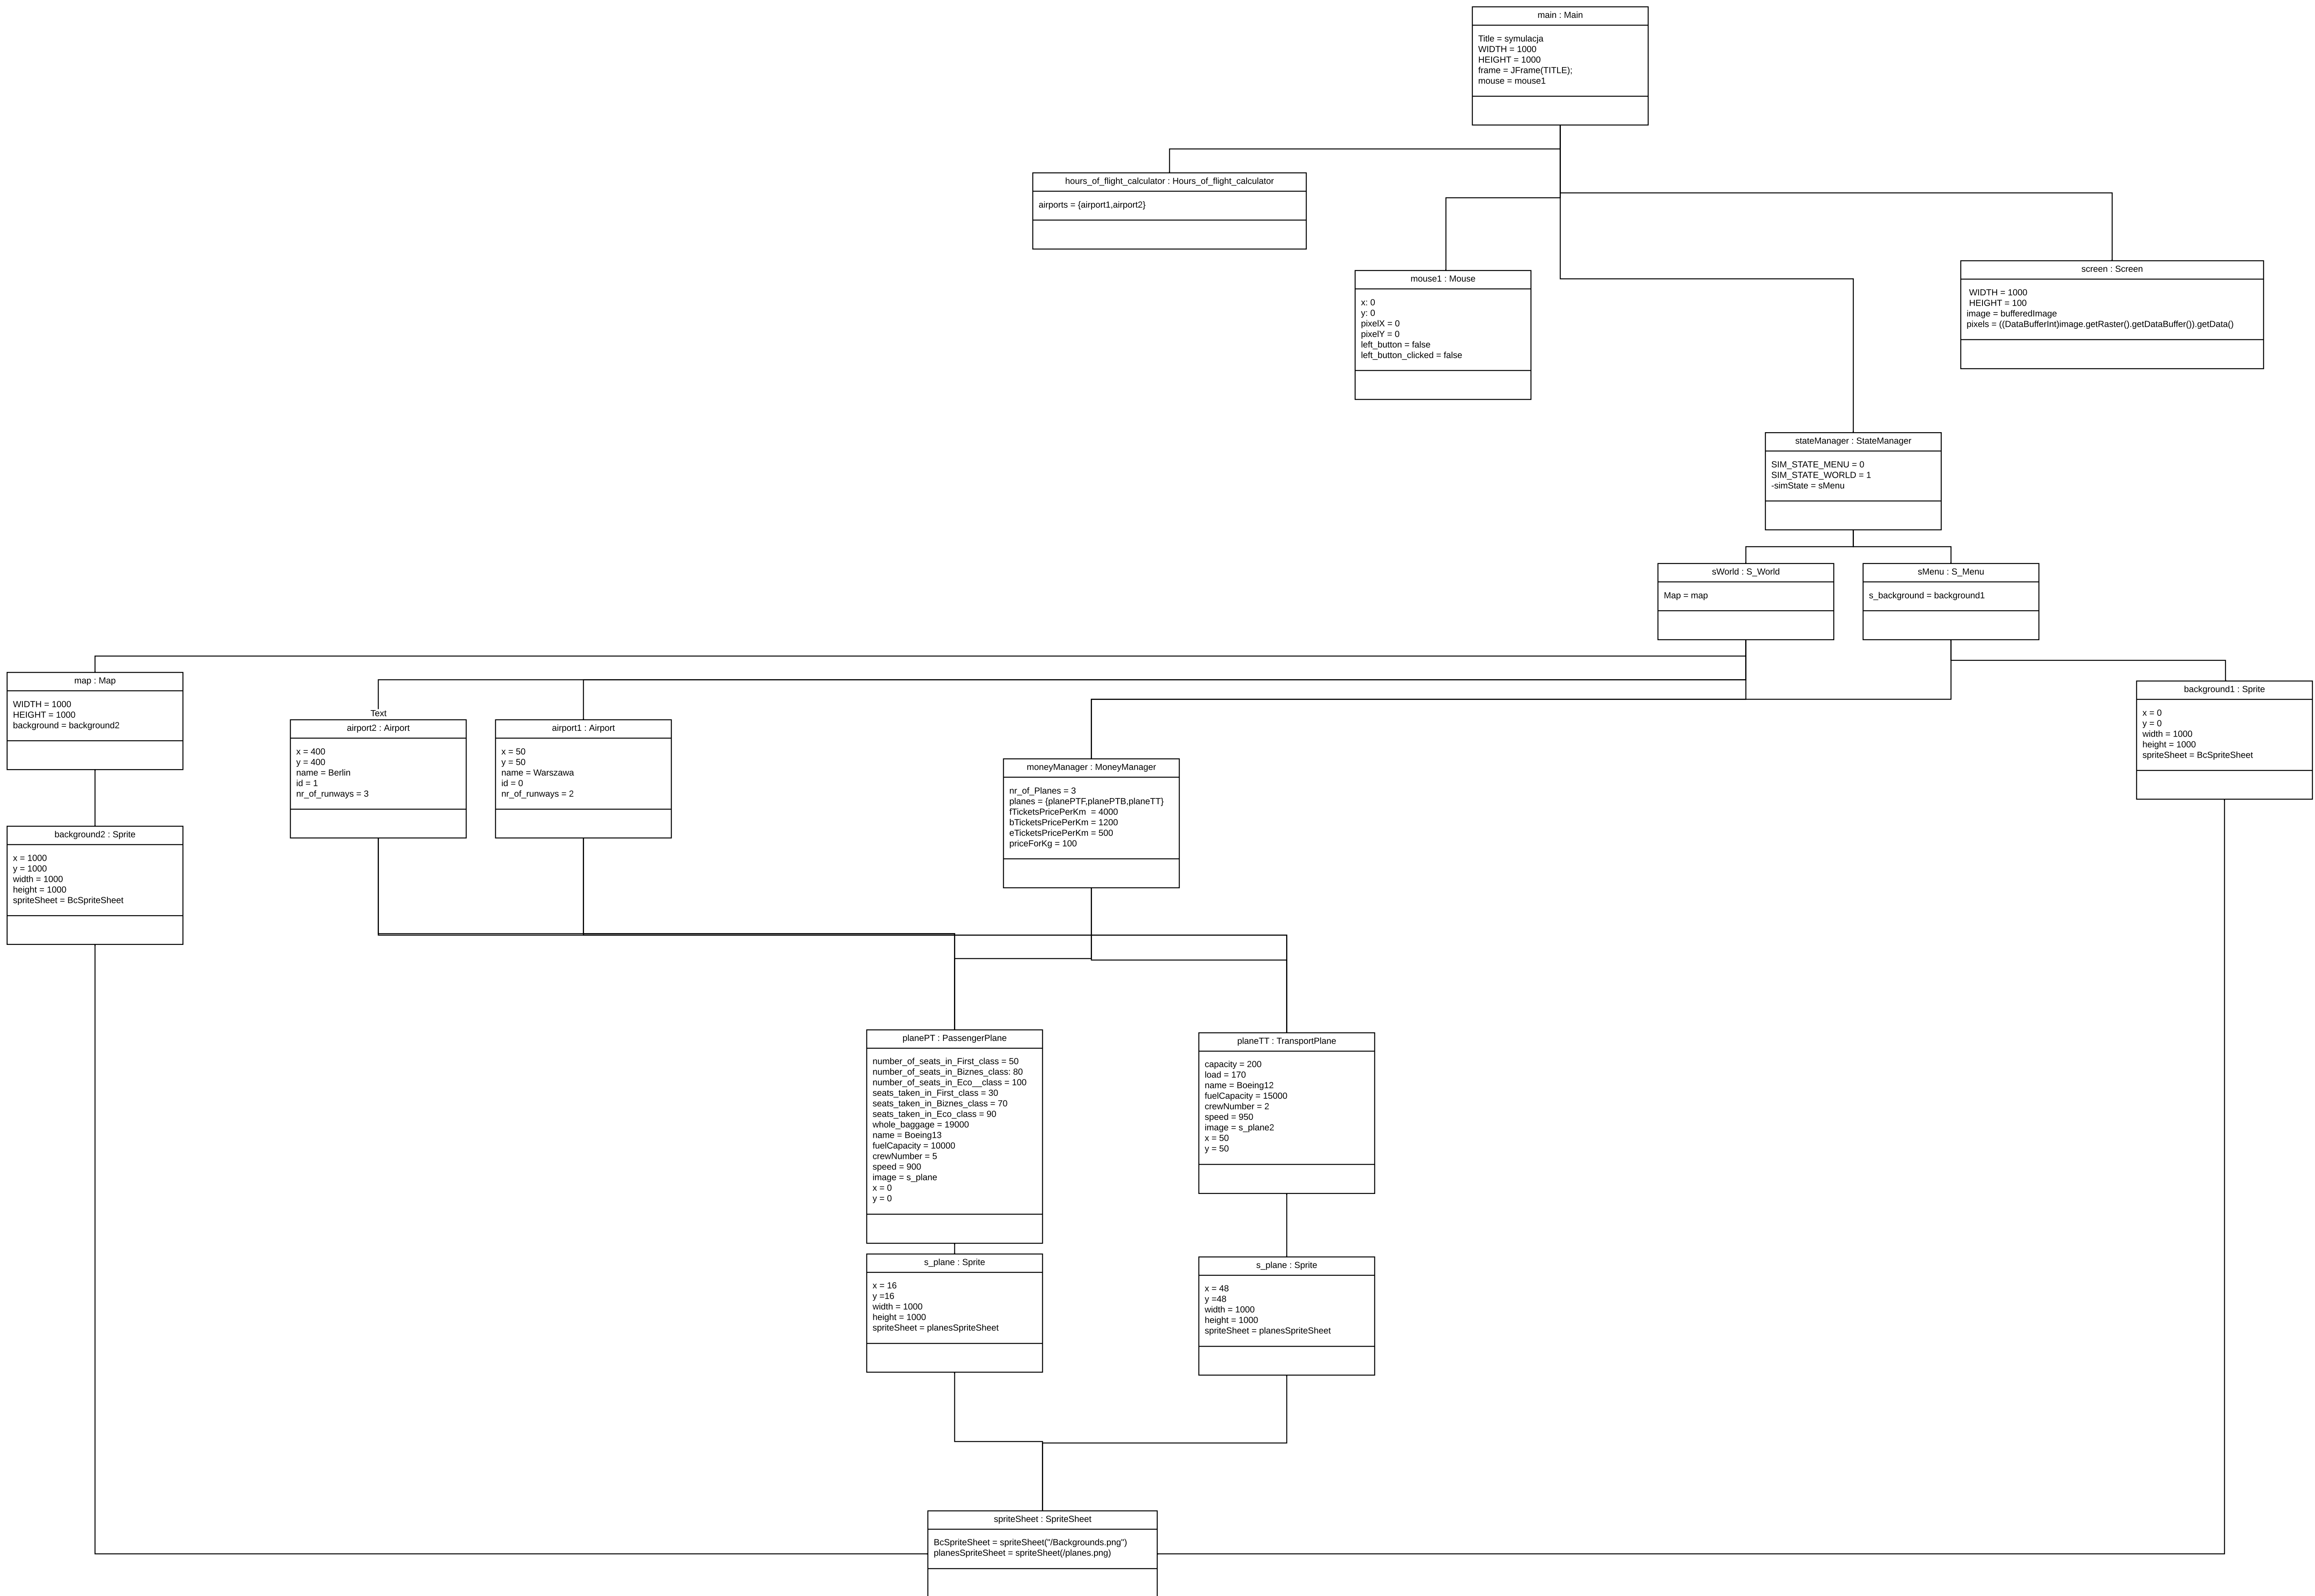 main : Main
Title = symulacja
WIDTH = 1000
HEIGHT = 1000
frame = JFrame(TITLE);
mouse = mouse1
hours_of_flight_calculator : Hours_of_flight_calculator
airports = {airport1,airport2}
mouse1 : Mouse
x: 0
y: 0
pixelX = 0
pixelY = 0
left_button = false
left_button_clicked = false
screen : Screen
WIDTH = 1000
HEIGHT = 100
image = bufferedImage
pixels = ((DataBufferInt)image.getRaster().getDataBuffer()).getData()
stateManager : StateManager
SIM_STATE_MENU = 0
SIM_STATE_WORLD = 1
-simState = sMenu
sWorld : S_World
Map = map
sMenu : S_Menu
s_background = background1
map : Map
WIDTH = 1000
HEIGHT = 1000
background = background2
Text
airport2 : Airport
x = 400
y = 400
name = Berlin
id = 1
nr_of_runways = 3
airport1 : Airport
x = 50
y = 50
name = Warszawa
id = 0
nr_of_runways = 2
moneyManager : MoneyManager
nr_of_Planes = 3
planes = {planePTF,planePTB,planeTT}
fTicketsPricePerKm  = 4000
bTicketsPricePerKm = 1200
eTicketsPricePerKm = 500
priceForKg = 100
background1 : Sprite
x = 0
y = 0
width = 1000
height = 1000
spriteSheet = BcSpriteSheet
background2 : Sprite
x = 1000
y = 1000
width = 1000
height = 1000
spriteSheet = BcSpriteSheet
planePT : PassengerPlane
number_of_seats_in_First_class = 50
number_of_seats_in_Biznes_class: 80
number_of_seats_in_Eco__class = 100
seats_taken_in_First_class = 30
seats_taken_in_Biznes_class = 70
seats_taken_in_Eco_class = 90
whole_baggage = 19000
name = Boeing13
fuelCapacity = 10000
crewNumber = 5
speed = 900
image = s_plane
x = 0
y = 0
planeTT : TransportPlane
capacity = 200
load = 170
name = Boeing12
fuelCapacity = 15000
crewNumber = 2
speed = 950
image = s_plane2
x = 50
y = 50
s_plane : Sprite
x = 16
y =16
width = 1000
height = 1000
spriteSheet = planesSpriteSheet
s_plane : Sprite
x = 48
y =48
width = 1000
height = 1000
spriteSheet = planesSpriteSheet
spriteSheet : SpriteSheet
BcSpriteSheet = spriteSheet("/Backgrounds.png")
planesSpriteSheet = spriteSheet(/planes.png)